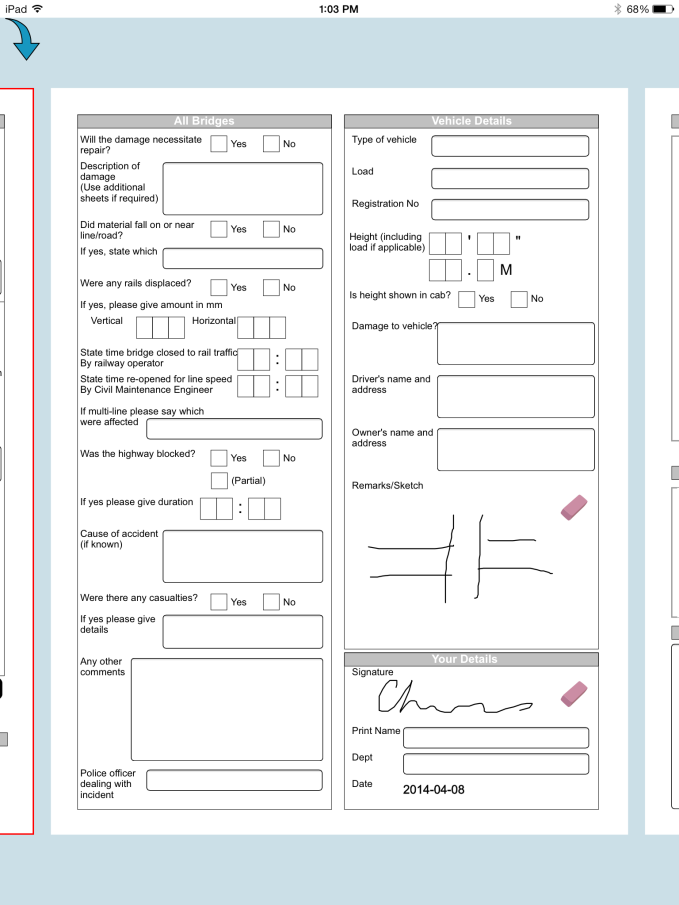 iPad 1:03 PM 68%
All Bridges
Will the damage necessitate
repair?
Yes No
Description of
damage
(Use additional
sheets if required)
Did material fall on or near
line/road?
Yes No
If yes, state which
Were any rails displaced?
Yes No
If yes, please give amount in mm
Vertical Horizontal
State time bridge closed to rail traffic
By railway operator
:
State time re-opened for line speed
By Civil Maintenance Engineer
:
If multi-line please say which
were affected
Was the highway blocked?
Yes No
(Partial)
If yes please give duration :
Cause of accident
(if known)
Were there any casualties?
Yes No
If yes please give
details
Any other
comments
Police officer
dealing with
incident
Vehicle Details
Type of vehicle
Load
Registration No
Height (including
load if applicable)
' "
. M
Is height shown in cab? Yes No
Damage to vehicle?
Driver's name and
address
Owner's name and
address
Remarks/Sketch
Your Details
Signature
Print Name
Dept
Date 2014-04-08